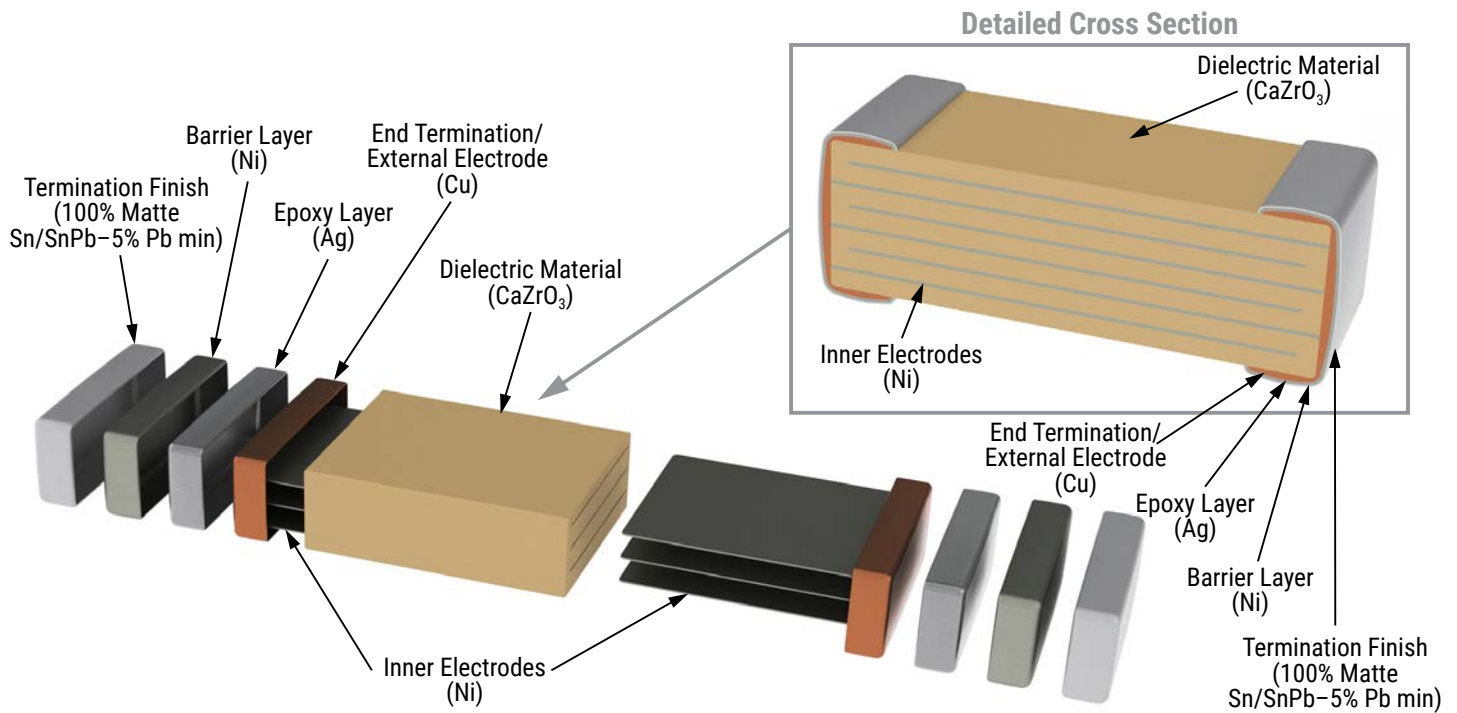 Detailed Cross Section
Dielectric Material
(CaZrO₃)
Inner Electrodes
(Ni)
End Termination/
External Electrode
(Cu)
Epoxy Layer
(Ag)
Barrier Layer
(Ni)
Termination Finish
(100% Matte
Sn/SnPb–5% Pb min)
Termination Finish
(100% Matte
Sn/SnPb–5% Pb min)
Barrier Layer
(Ni)
Epoxy Layer
(Ag)
End Termination/
External Electrode
(Cu)
Dielectric Material
(CaZrO₃)
Inner Electrodes
(Ni)